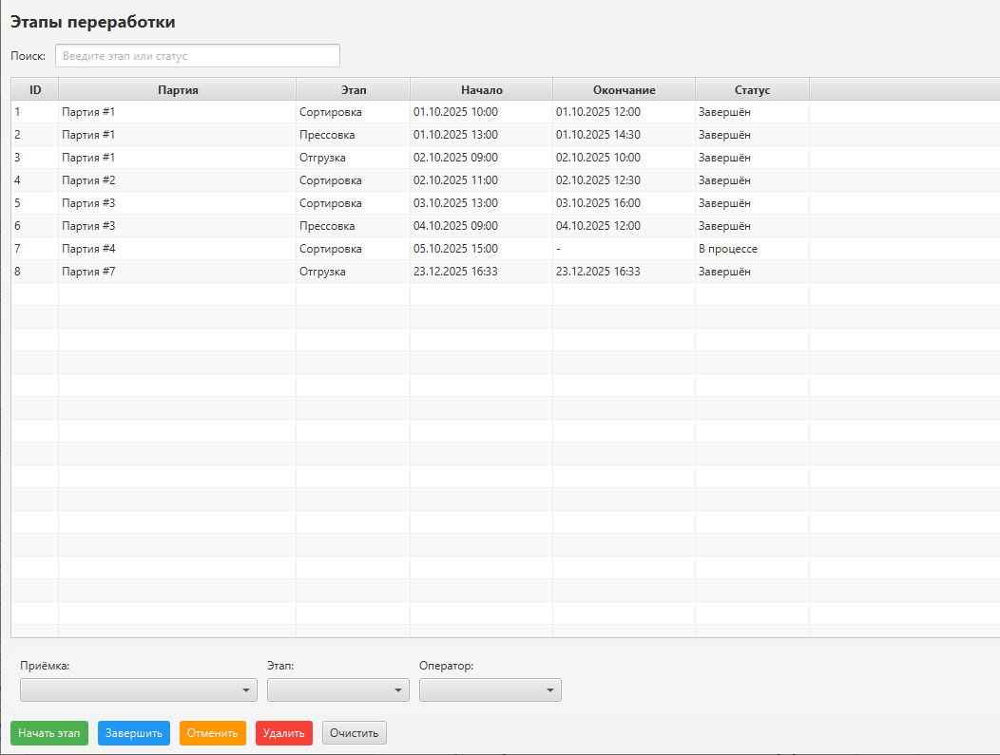 Этапы переработки
Поиск: Введите этап или статус
ID Партия Этап Начало Окончание Статус
1 Партия #1 Сортировка 01.10.2025 10:00 01.10.2025 12:00 Завершён
2 Партия #1 Прессовка 01.10.2025 13:00 01.10.2025 14:30 Завершён
3 Партия #1 Отгрузка 02.10.2025 09:00 02.10.2025 10:00 Завершён
4 Партия #2 Сортировка 02.10.2025 11:00 02.10.2025 12:30 Завершён
5 Партия #3 Сортировка 03.10.2025 13:00 03.10.2025 16:00 Завершён
6 Партия #3 Прессовка 04.10.2025 09:00 04.10.2025 12:00 Завершён
7 Партия #4 Сортировка 05.10.2025 15:00 - В процессе
8 Партия #7 Отгрузка 23.12.2025 16:33 23.12.2025 16:33 Завершён
Приёмка: Этап: Оператор:
Начать этап Завершить Отменить Удалить Очистить